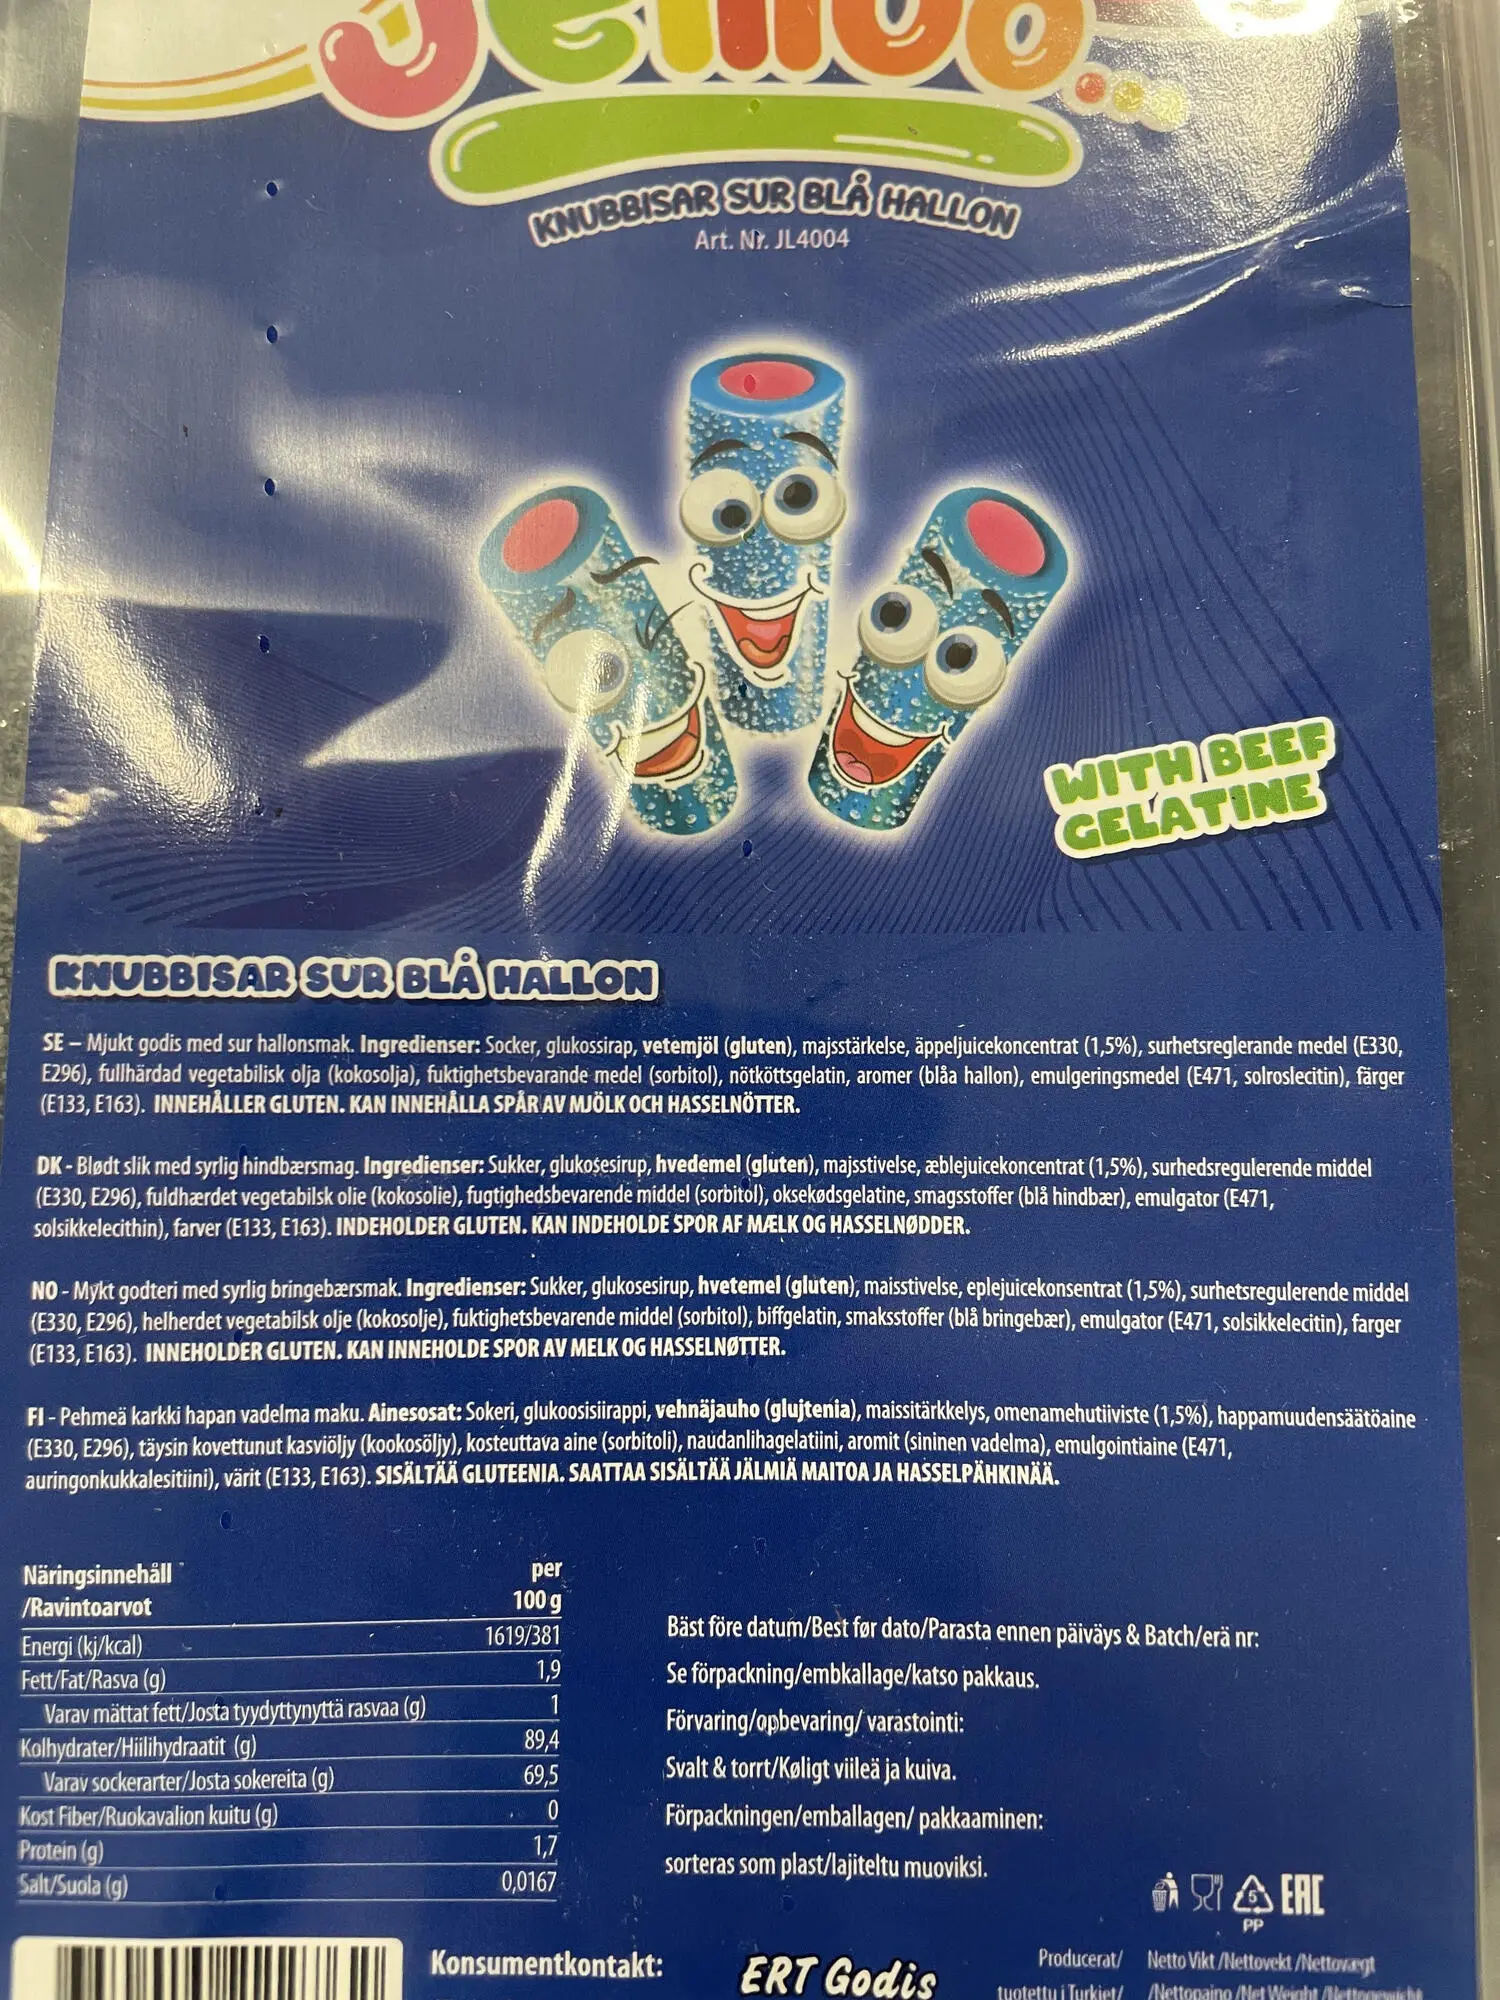 KNUBBISAR SUR BLÅ HALLON
Art. Nr. JL4004
WITH BEEF
GELATINE
KNUBBISAR SUR BLÅ HALLON
SE – Mjukt godis med sur hallonsmak. Ingredienser: Socker, glukossirap, vetemjöl (gluten), majsstärkelse, äppeljuicekoncentrat (1,5%), surhetsreglerande medel (E330,
E296), fullhärdad vegetabilisk olja (kokosolja), fuktighetsbevarande medel (sorbitol), nötköttsgelatin, aromer (blåa hallon), emulgeringsmedel (E471, solroslecitin), färger
(E133, E163). INNEHÅLLER GLUTEN. KAN INNEHÅLLA SPÅR AV MJÖLK OCH HASSELNÖTTER.
DK - Blødt slik med syrlig hindbærsmag. Ingredienser: Sukker, glukosesirup, hvedemel (gluten), majsstivelse, æblejuicekoncentrat (1,5%), surhedsregulerende middel
(E330, E296), fuldhærdet vegetabilsk olie (kokosolie), fugtighedsbevarende middel (sorbitol), oksekødsgelatine, smagsstoffer (blå hindbær), emulgator (E471,
solsikkelecithin), farver (E133, E163). INDEHOLDER GLUTEN. KAN INDEHOLDE SPOR AF MÆLK OG HASSELNØDDER.
NO - Mykt godteri med syrlig bringebærsmak. Ingredienser: Sukker, glukosesirup, hvetemel (gluten), maisstivelse, eplejuicekonsentrat (1,5%), surhetsregulerende middel
(E330, E296), helherdet vegetabilsk olje (kokosolje), fuktighetsbevarende middel (sorbitol), biffgelatin, smaksstoffer (blå bringebær), emulgator (E471, solsikkelecitin), farger
(E133, E163). INNEHOLDER GLUTEN. KAN INNEHOLDE SPOR AV MELK OG HASSELNØTTER.
FI - Pehmeä karkki hapan vadelma maku. Ainesosat: Sokeri, glukoosisiirappi, vehnäjauho (glujtenia), maissitärkkelys, omenamehutiiviste (1,5%), happamuudensäätöaine
(E330, E296), täysin kovettunut kasviöljy (kookosöljy), kosteuttava aine (sorbitoli), naudanlihagelatiini, aromit (sininen vadelma), emulgointiaine (E471,
auringonkukkalesitiini), värit (E133, E163). SISÄLTÄÄ GLUTEENIA. SAATTAA SISÄLTÄÄ JÄLMIÄ MAITOA JA HASSELPÄHKINÄÄ.
Näringsinnehåll per
/Ravintoarvot 100 g
Energi (kj/kcal) 1619/381
Fett/Fat/Rasva (g) 1,9
Varav mättat fett/Josta tyydyttynyttä rasvaa (g) 1
Kolhydrater/Hiilihydraatit (g) 89,4
Varav sockerarter/Josta sokereita (g) 69,5
Kost Fiber/Ruokavalion kuitu (g) 0
Protein (g) 1,7
Salt/Suola (g) 0,0167
Bäst före datum/Best før dato/Parasta ennen päiväys & Batch/erä nr:
Se förpackning/embkallage/katso pakkaus.
Förvaring/opbevaring/ varastointi:
Svalt & torrt/Køligt viileä ja kuiva.
Förpackningen/emballagen/ pakkaaminen:
sorteras som plast/lajiteltu muoviksi.
5
PP
EAC
Konsumentkontakt:
ERT Godis
Producerat/
tuotettu i Turkiet/
Netto Vikt /Nettovekt /Nettovægt
/Nettopaino /Net Weight /Nettogewicht